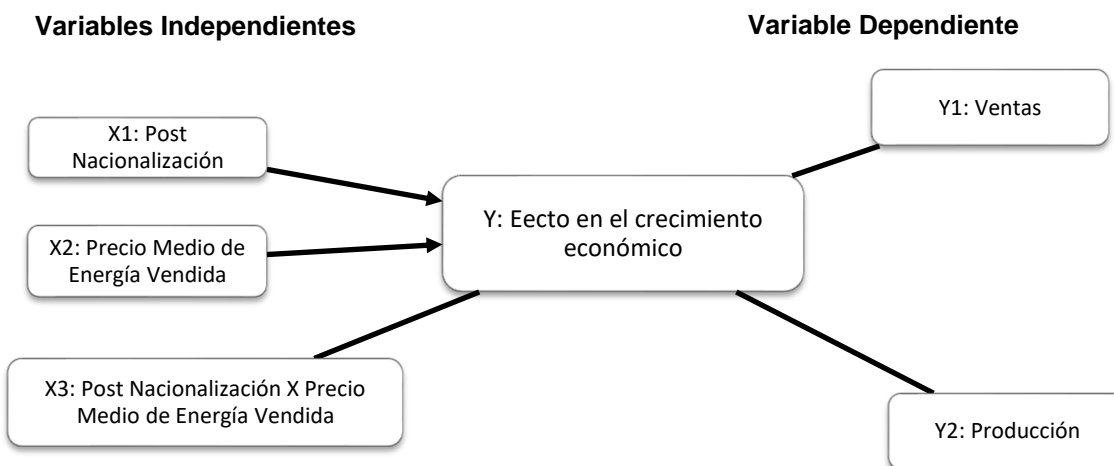 Variables Independientes
Variable Dependiente
Y1: Ventas
X1: Post
Nacionalización
Y: Eecto en el crecimiento
económico
X2: Precio Medio de
Energía Vendida
X3: Post Nacionalización X Precio
Medio de Energía Vendida
Y2: Producción